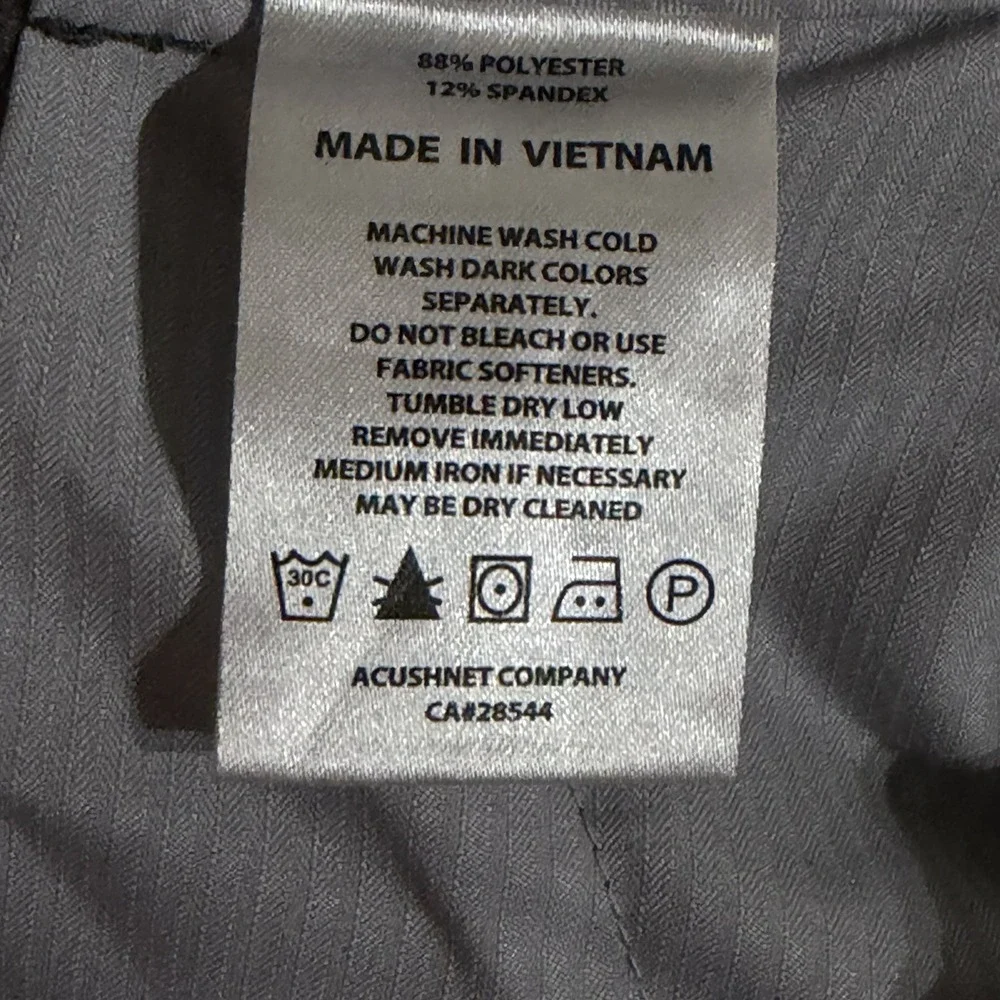 88% POLYESTER
12% SPANDEX
MADE IN VIETNAM
MACHINE WASH COLD
WASH DARK COLORS
SEPARATELY.
DO NOT BLEACH OR USE
FABRIC SOFTENERS.
TUMBLE DRY LOW
REMOVE IMMEDIATELY
MEDIUM IRON IF NECESSARY
MAY BE DRY CLEANED
30C P
ACUSHNET COMPANY
CA#28544